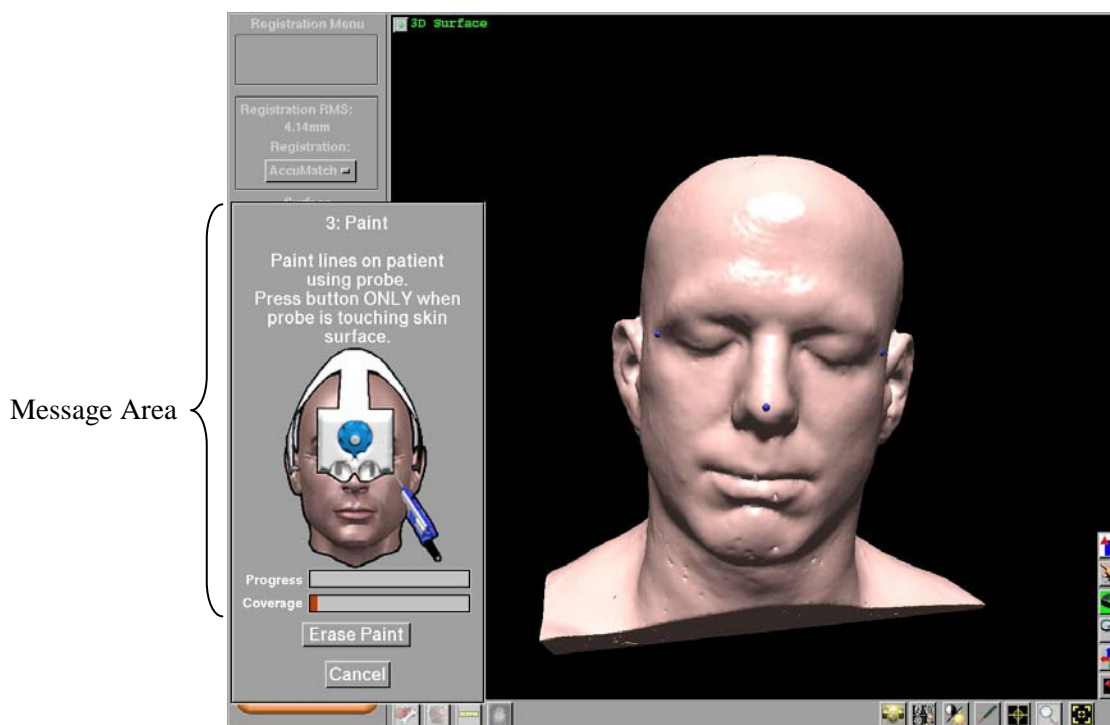 Registration Menu
3D Surface
Registration RMS:
4.14mm
Registration:
AccuMatch
3: Paint
Paint lines on patient
using probe.
Press button ONLY when
probe is touching skin
surface.
Message Area
Progress
Coverage
Erase Paint
Cancel